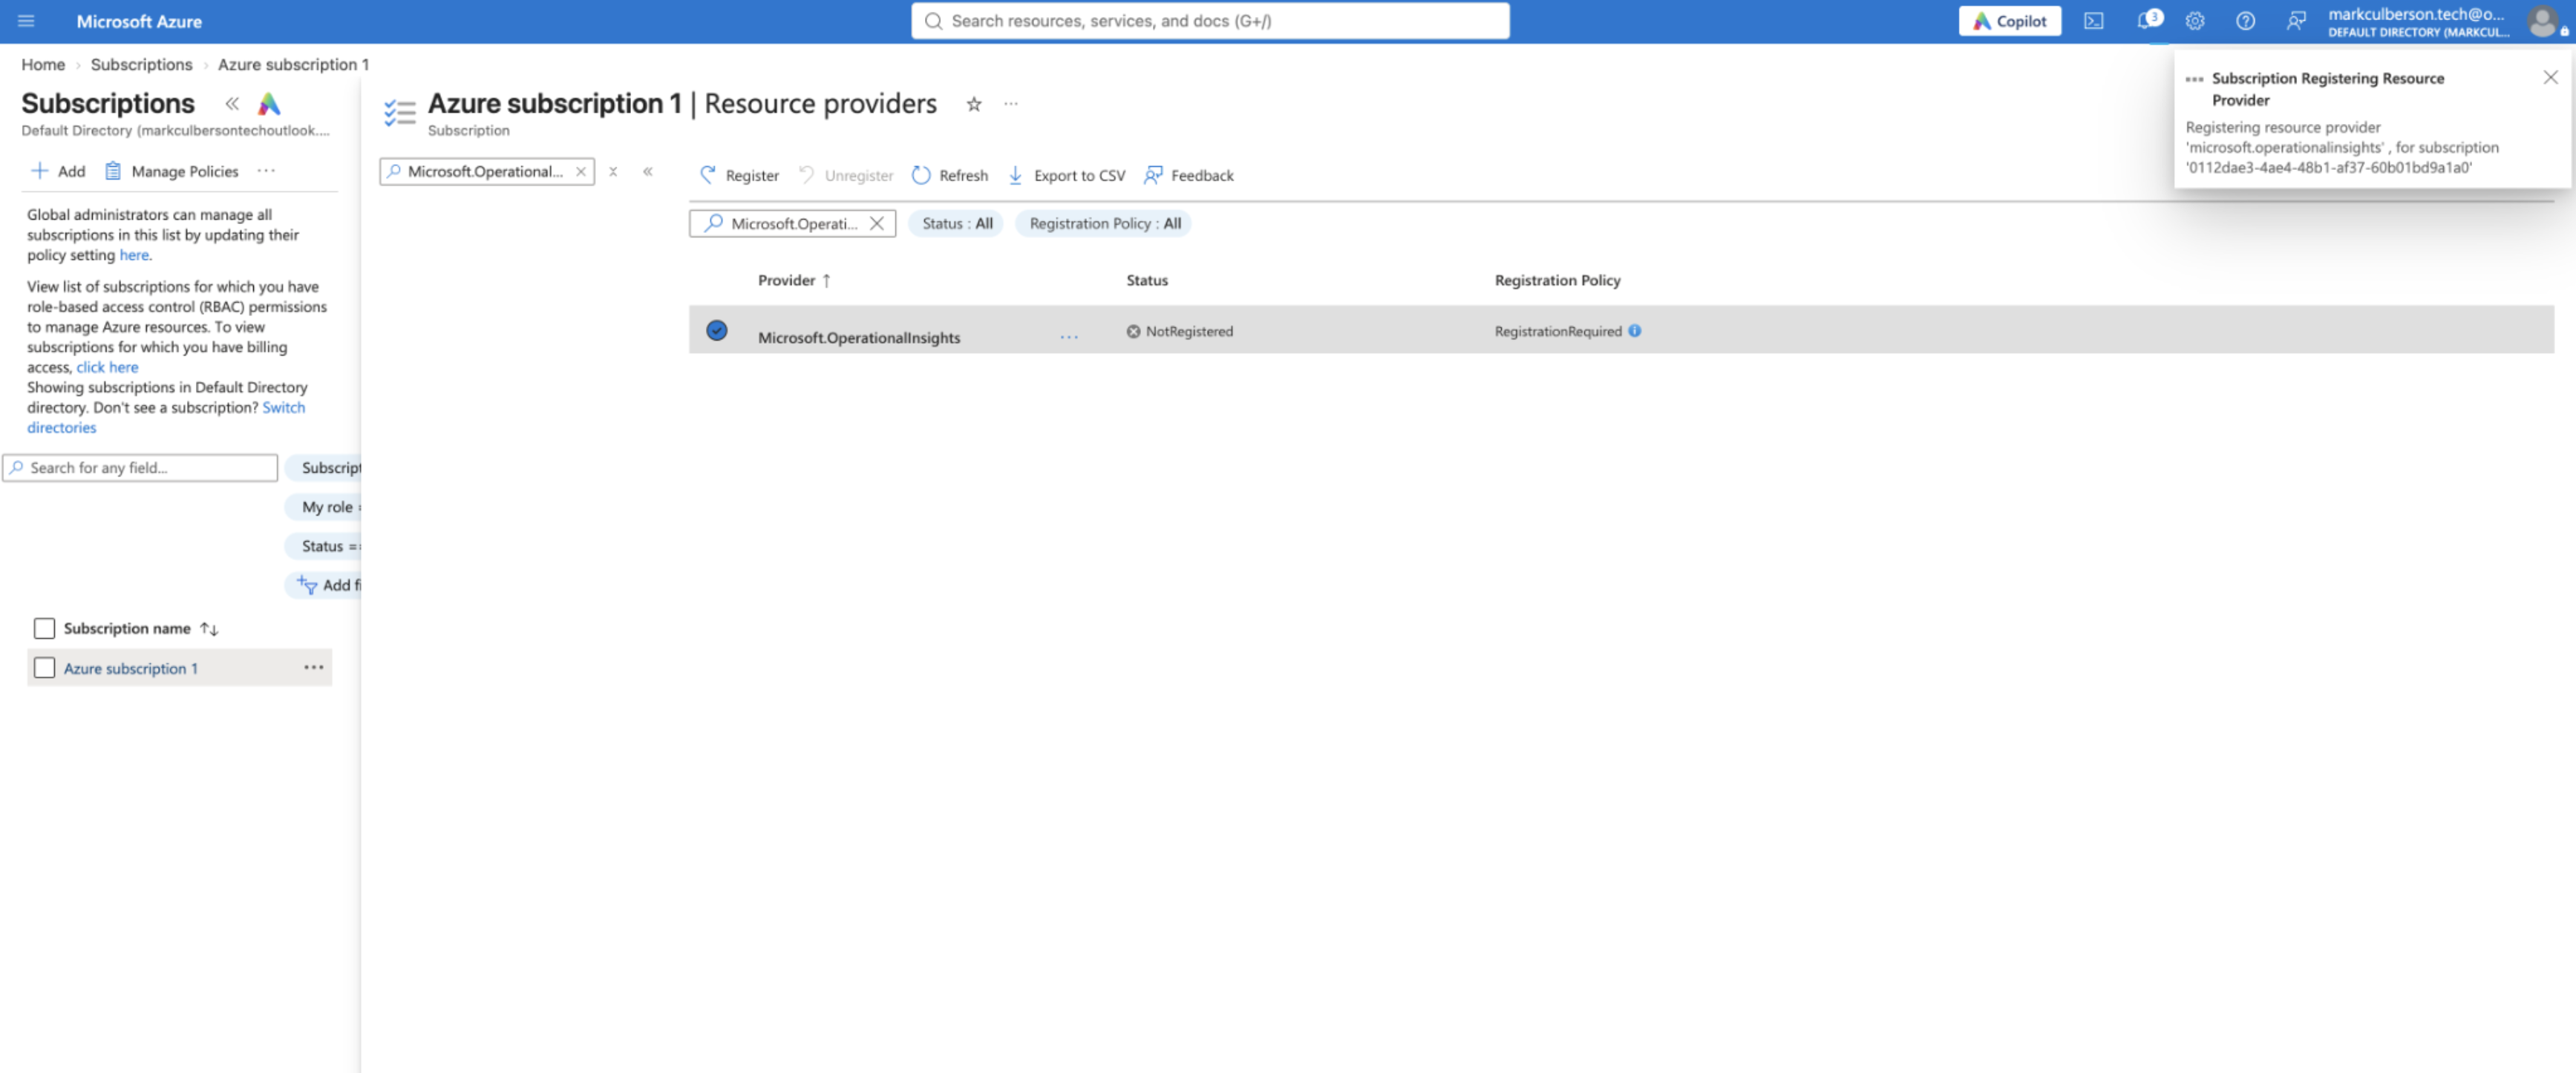 Microsoft Azure
Search resources, services, and docs (G+/)
Copilot
3
markculberson.tech@o...
DEFAULT DIRECTORY (MARKCUL...
Home › Subscriptions › Azure subscription 1
Subscriptions
Default Directory (markculbersontechoutlook....
Add
Manage Policies
...
Global administrators can manage all
subscriptions in this list by updating their
policy setting here.
View list of subscriptions for which you have
role-based access control (RBAC) permissions
to manage Azure resources. To view
subscriptions for which you have billing
access, click here
Showing subscriptions in Default Directory
directory. Don't see a subscription? Switch
directories
Search for any field...
Subscript
My role =
Status ==
Add fi
Subscription name ↑↓
Azure subscription 1 ...
Azure subscription 1 | Resource providers ...
Subscription
Microsoft.Operational...
Register
Unregister
Refresh
Export to CSV
Feedback
Microsoft.Operati...
Status : All
Registration Policy : All
Provider ↑
Status
Registration Policy
Microsoft.OperationalInsights ...
NotRegistered
RegistrationRequired
Subscription Registering Resource
Provider
Registering resource provider
'microsoft.operationalinsights' , for subscription
'0112dae3-4ae4-48b1-af37-60b01bd9a1a0'